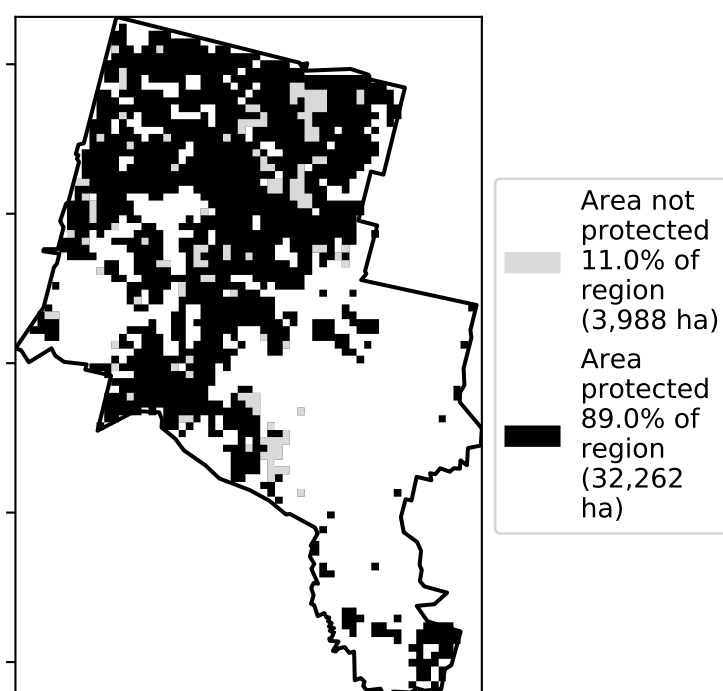 Area not
protected
11.0% of
region
(3,988 ha)
Area
protected
89.0% of
region
(32,262
ha)